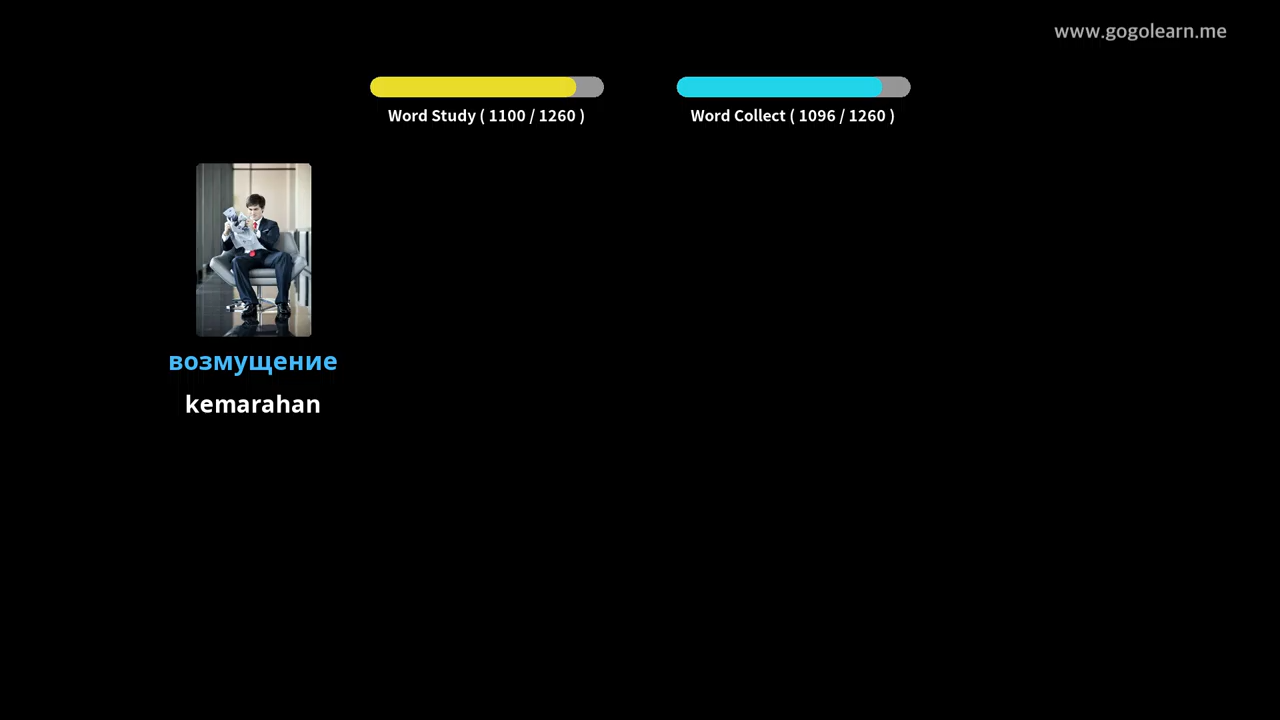 www.gogolearn.me
Word Study ( 1100 / 1260 )
Word Collect ( 1096 / 1260 )
возмущение
kemarahan